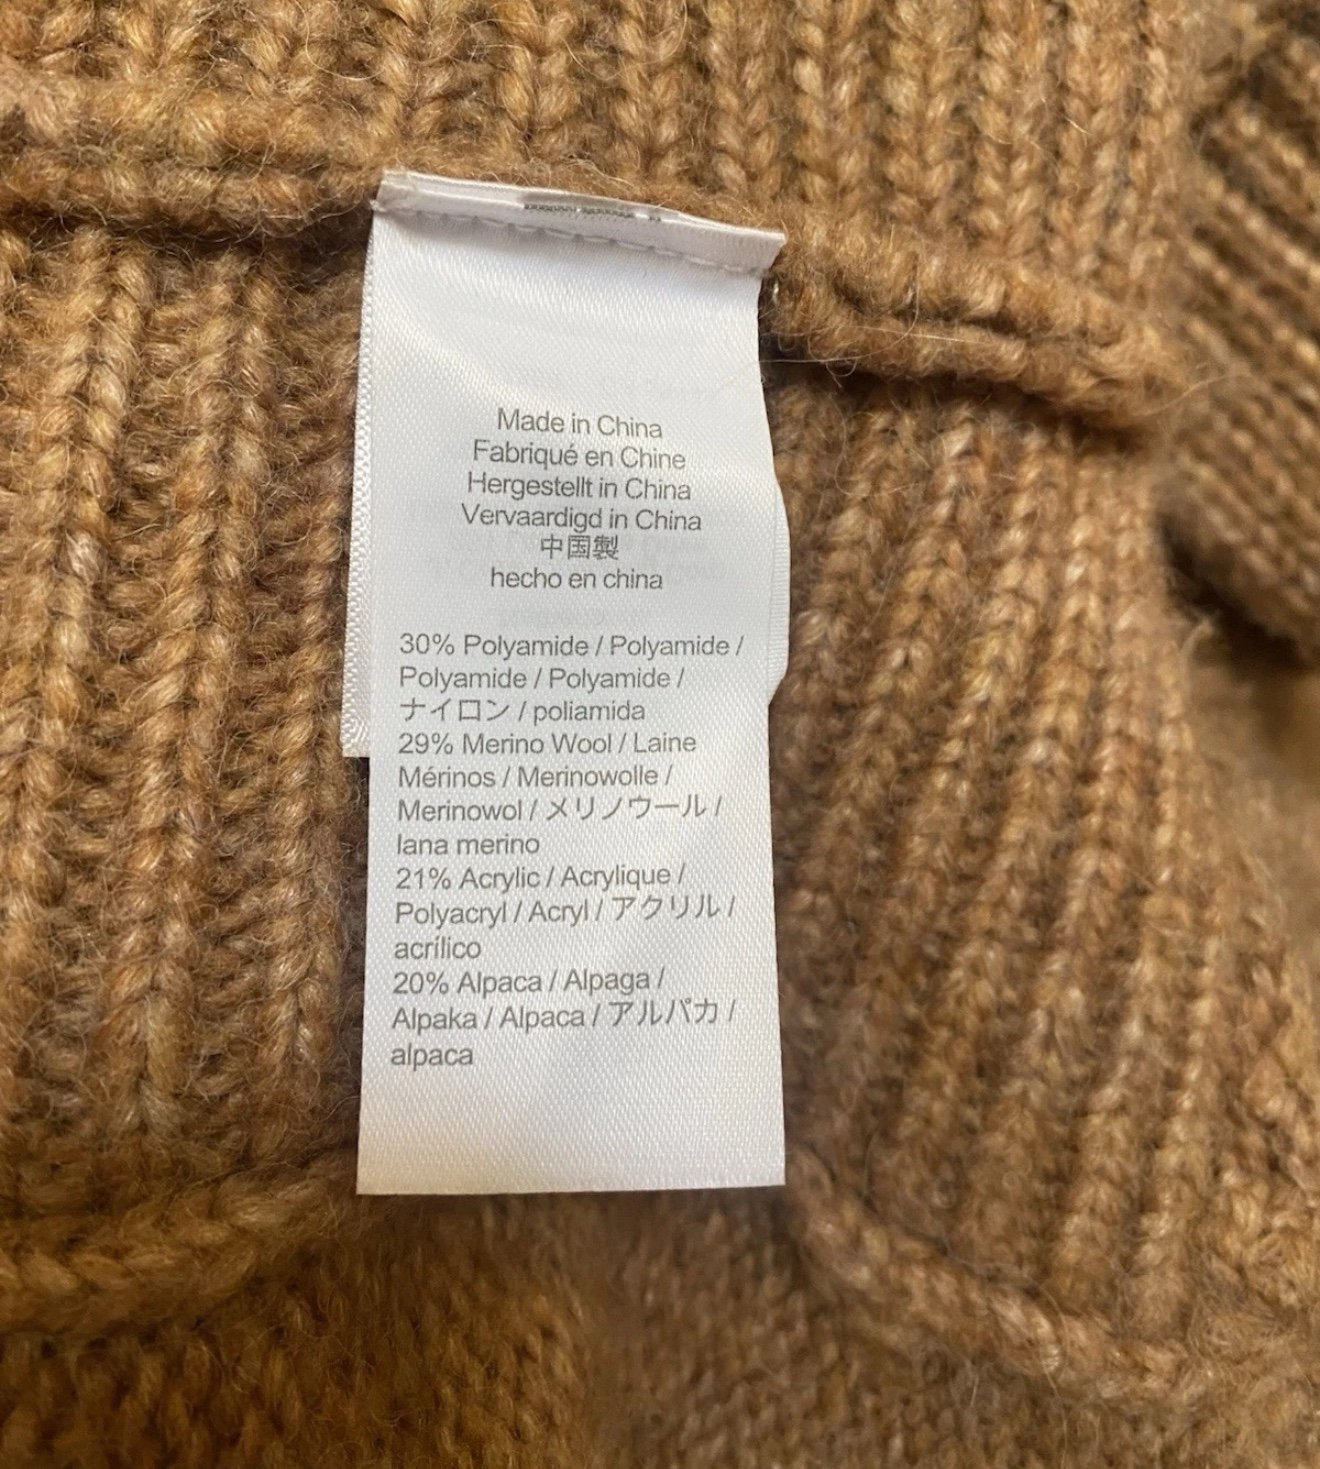 Made in China
Fabriqué en Chine
Hergestellt in China
Vervaardigd in China
中国製
hecho en china
30% Polyamide / Polyamide /
Polyamide / Polyamide /
ナイロン / poliamida
29% Merino Wool / Laine
Mérinos / Merinowolle /
Merinowol / メリノウール /
lana merino
21% Acrylic / Acrylique /
Polyacryl / Acryl / アクリル /
acrílico
20% Alpaca / Alpaga /
Alpaka / Alpaca / アルパカ /
alpaca